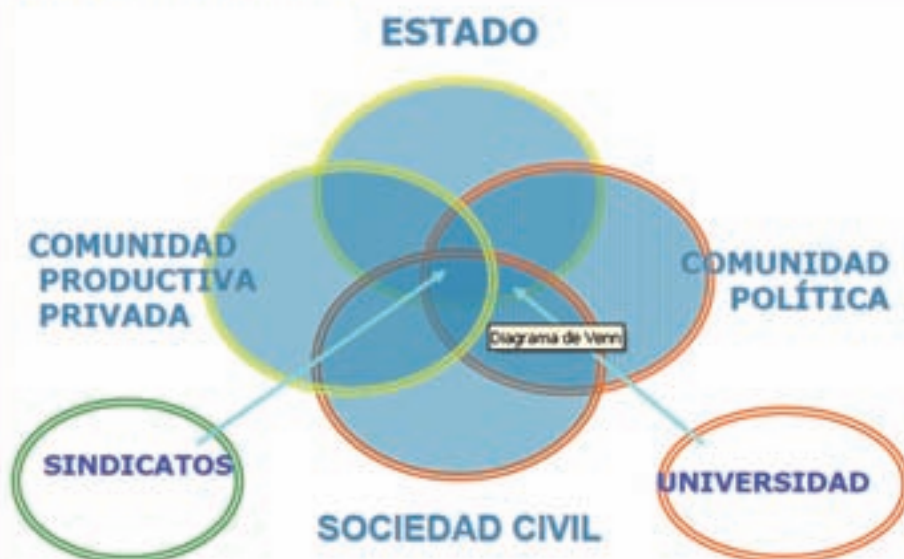 ESTADO
COMUNIDAD
PRODUCTIVA
PRIVADA
COMUNIDAD
POLÍTICA
Diagrama de Venn
SINDICATOS
UNIVERSIDAD
SOCIEDAD CIVIL